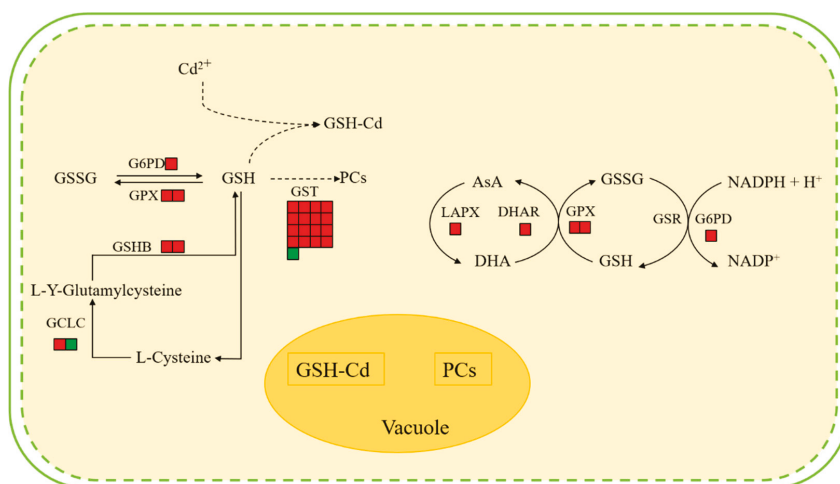 Cd²⁺
GSH-Cd
G6PD
GSSG
GSH
PCs
GPX
GST
GSHB
L-Y-Glutamylcysteine
GCLC
L-Cysteine
AsA
GSSG
NADPH + H⁺
LAPX
DHAR
GPX
GSR
G6PD
DHA
GSH
NADP⁺
GSH-Cd
PCs
Vacuole